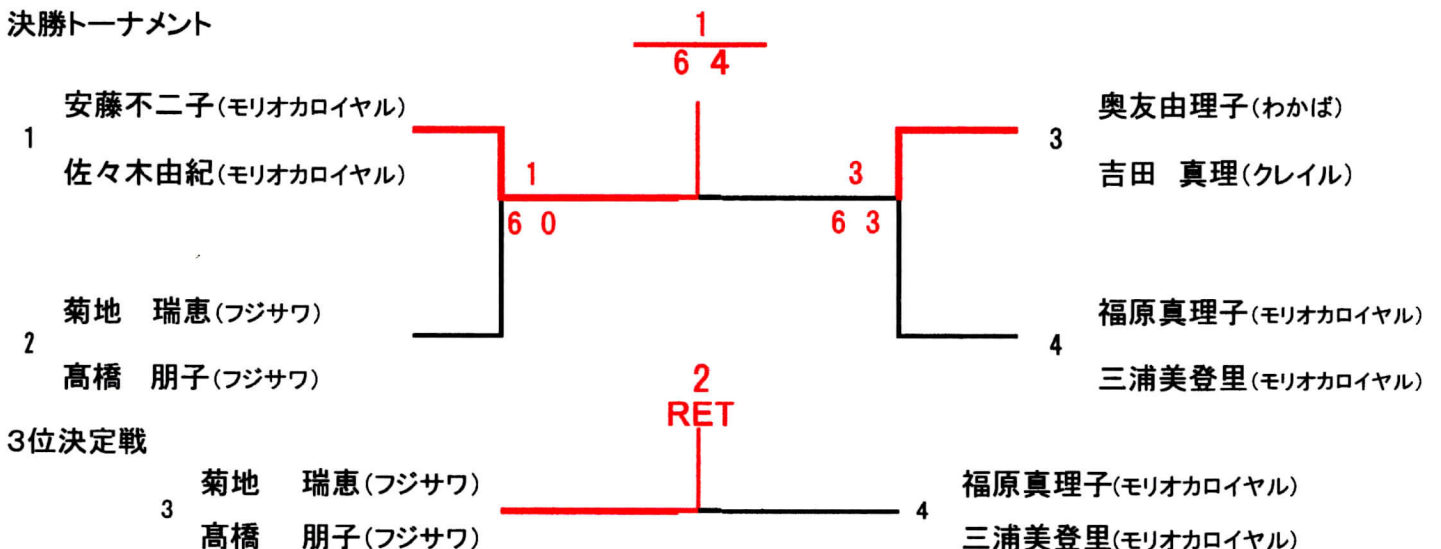 決勝トーナメント
1
6 4
安藤不二子(モリオカロイヤル)
1
佐々木由紀(モリオカロイヤル)
奥友由理子(わかば)
3
吉田 真理(クレイル)
1
6 0
3
6 3
菊地 瑞恵(フジサワ)
2
髙橋 朋子(フジサワ)
福原真理子(モリオカロイヤル)
4
三浦美登里(モリオカロイヤル)
2
RET
3位決定戦
菊地 瑞恵(フジサワ)
3
髙橋 朋子(フジサワ)
福原真理子(モリオカロイヤル)
4
三浦美登里(モリオカロイヤル)